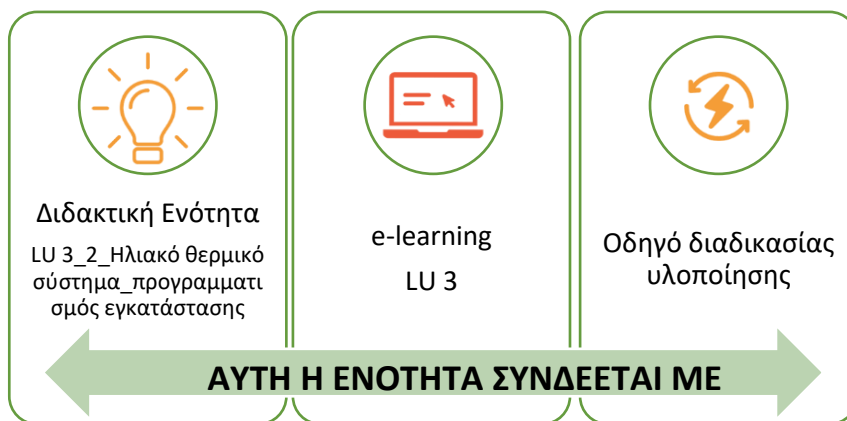 Διδακτική Ενότητα
LU 3_2_Ηλιακό θερμικό
σύστημα_προγραμματι
σμός εγκατάστασης
e-learning
LU 3
Οδηγό διαδικασίας
υλοποίησης
ΑΥΤΗ Η ΕΝΟΤΗΤΑ ΣΥΝΔΕΕΤΑΙ ΜΕ